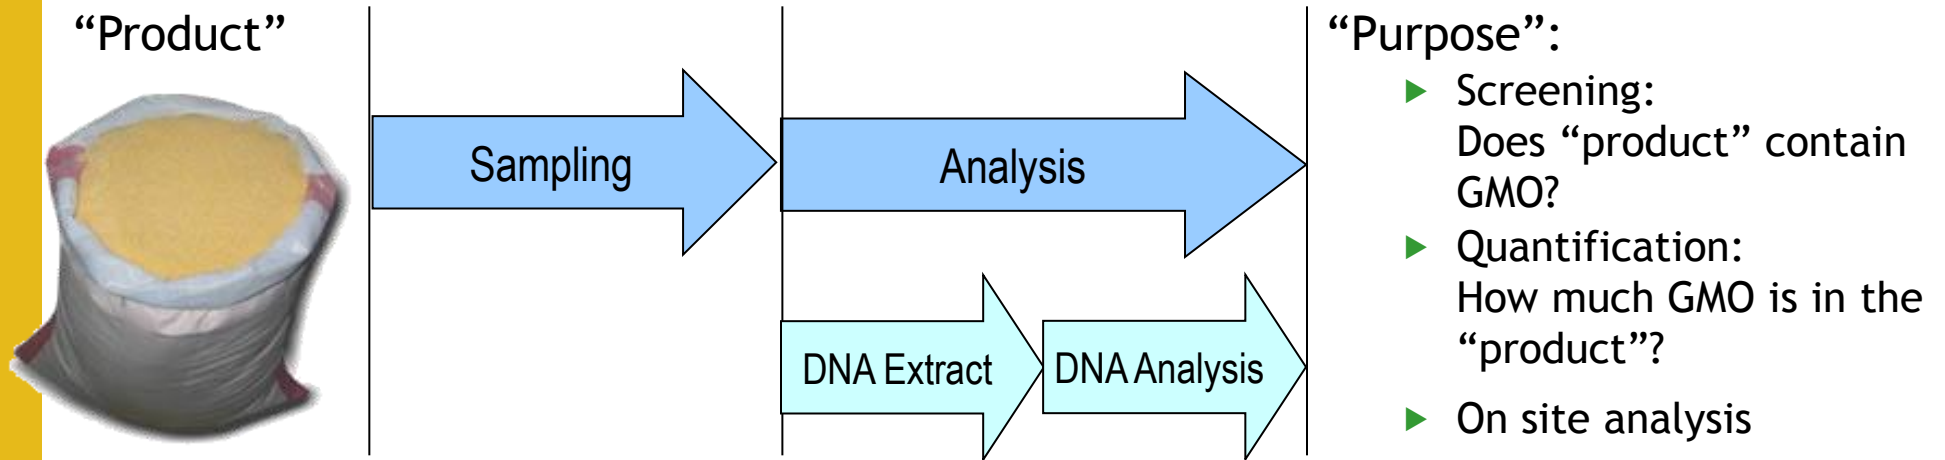 “Product”
Sampling
Analysis
DNA Extract
DNA Analysis
“Purpose”:
Screening:
Does “product” contain
GMO?
Quantification:
How much GMO is in the
“product”?
On site analysis